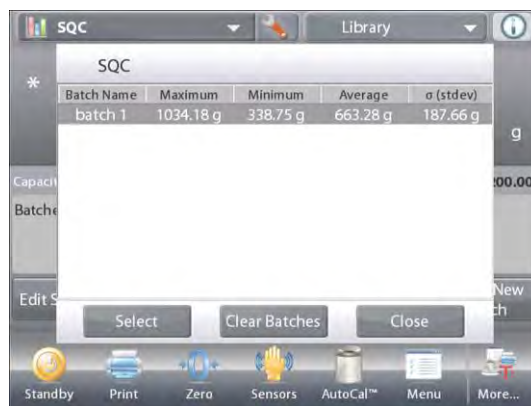 SQC Library
SQC
*
Batch Name Maximum Minimum Average σ (stdev)
batch 1 1034.18 g 338.75 g 663.28 g 187.66 g
g
Capacit 200.00
Batche
Edit S New
ch
Select Clear Batches Close
Standby Print Zero Sensors AutoCal™ Menu More...